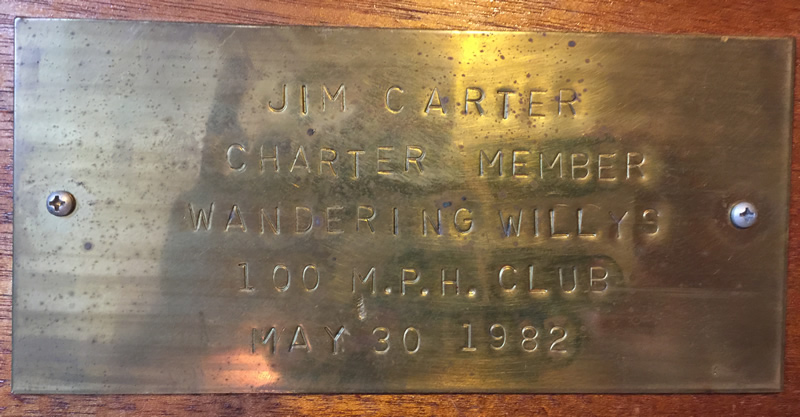 JIM CARTER
CHARTER MEMBER
WANDERING WILLYS
100 M.P.H. CLUB
MAY 30 1982